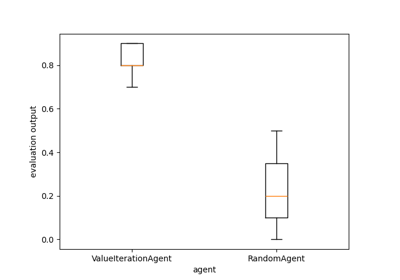 evaluation output
0.8
0.6
0.4
0.2
0.0
ValueIterationAgent
RandomAgent
agent